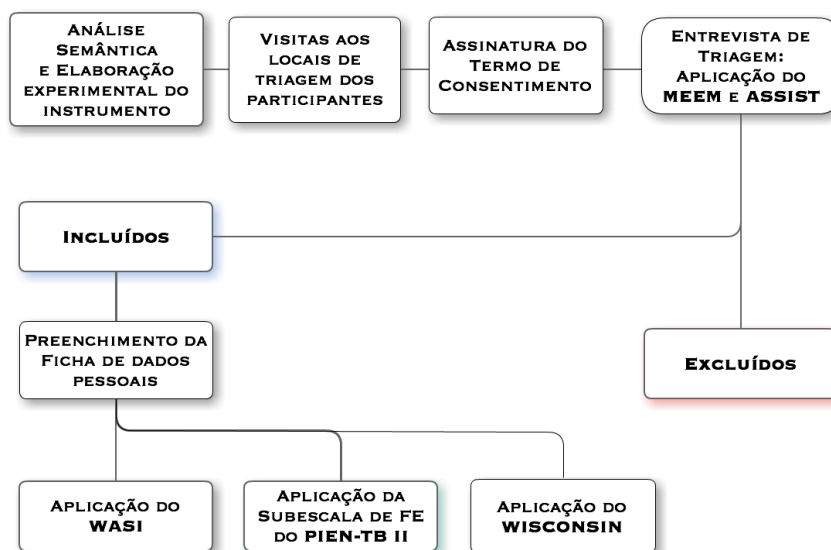 Análise
Semântica
e Elaboração
experimental do
instrumento
Visitas aos
locais de
triagem dos
participantes
Assinatura do
Termo de
Consentimento
Entrevista de
Triagem:
Aplicação do
MEEM e ASSIST
Incluídos
Preenchimento da
Ficha de dados
pessoais
Excluídos
Aplicação do
WASI
Aplicação da
Subescala de FE
do PIEN-TB II
Aplicação do
WISCONSIN